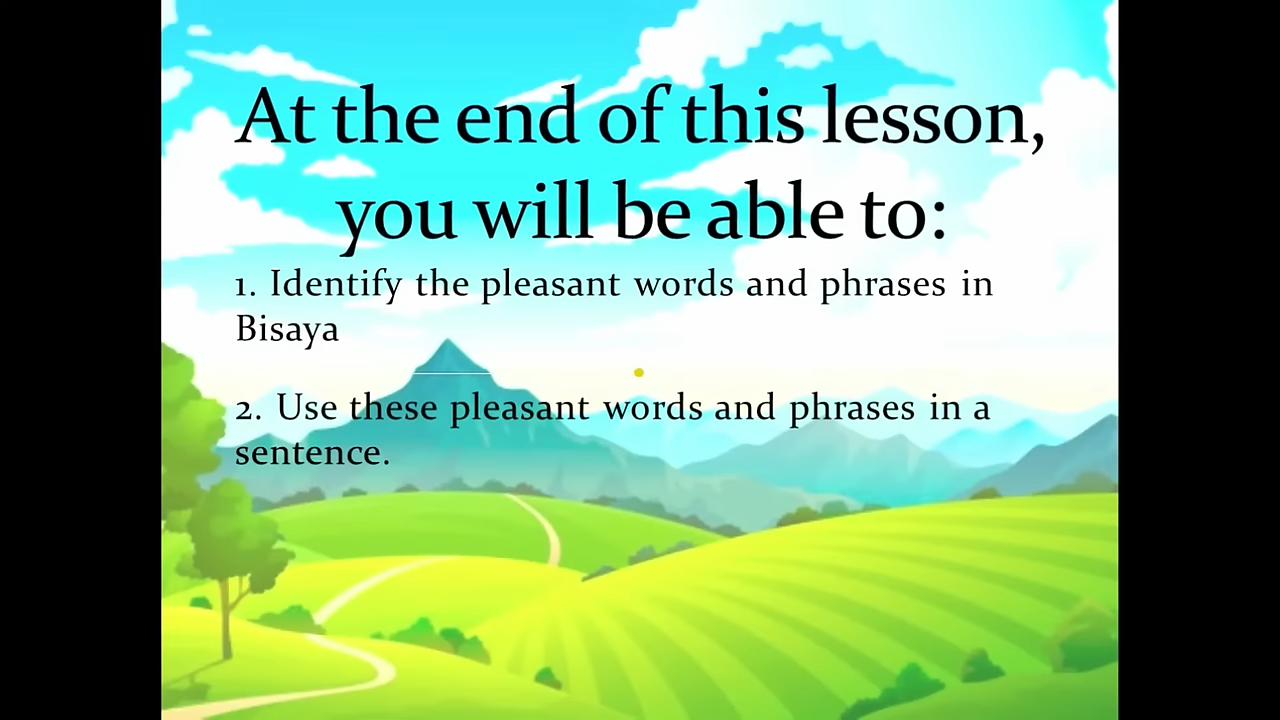 At the end of this lesson,
you will be able to:
1. Identify the pleasant words and phrases in
Bisaya
2. Use these pleasant words and phrases in a
sentence.